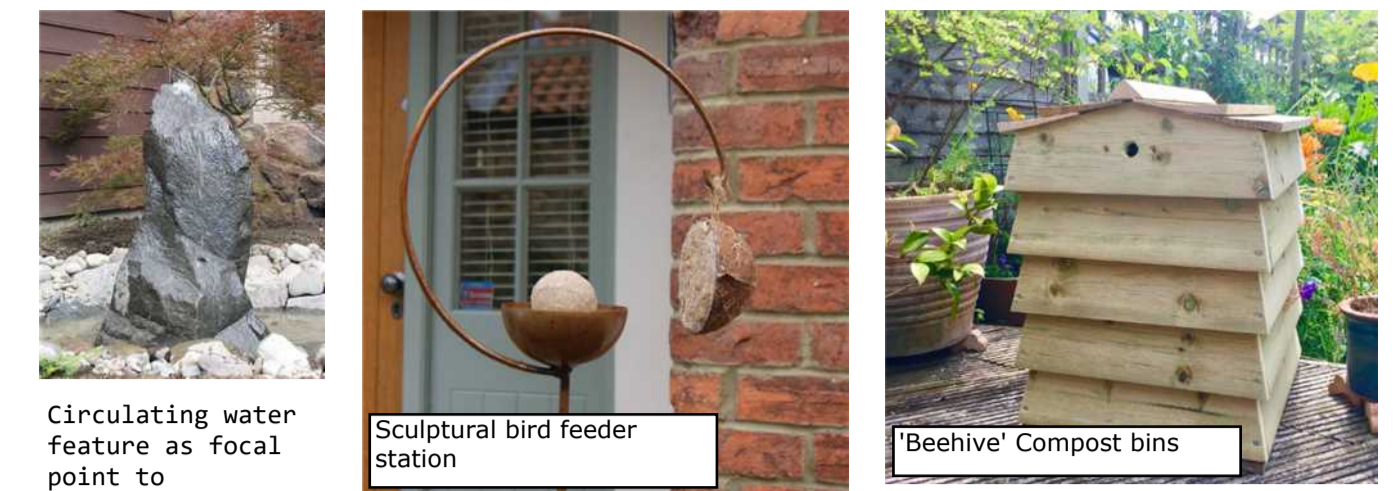 Circulating water
feature as focal
point to
Sculptural bird feeder
station
'Beehive' Compost bins